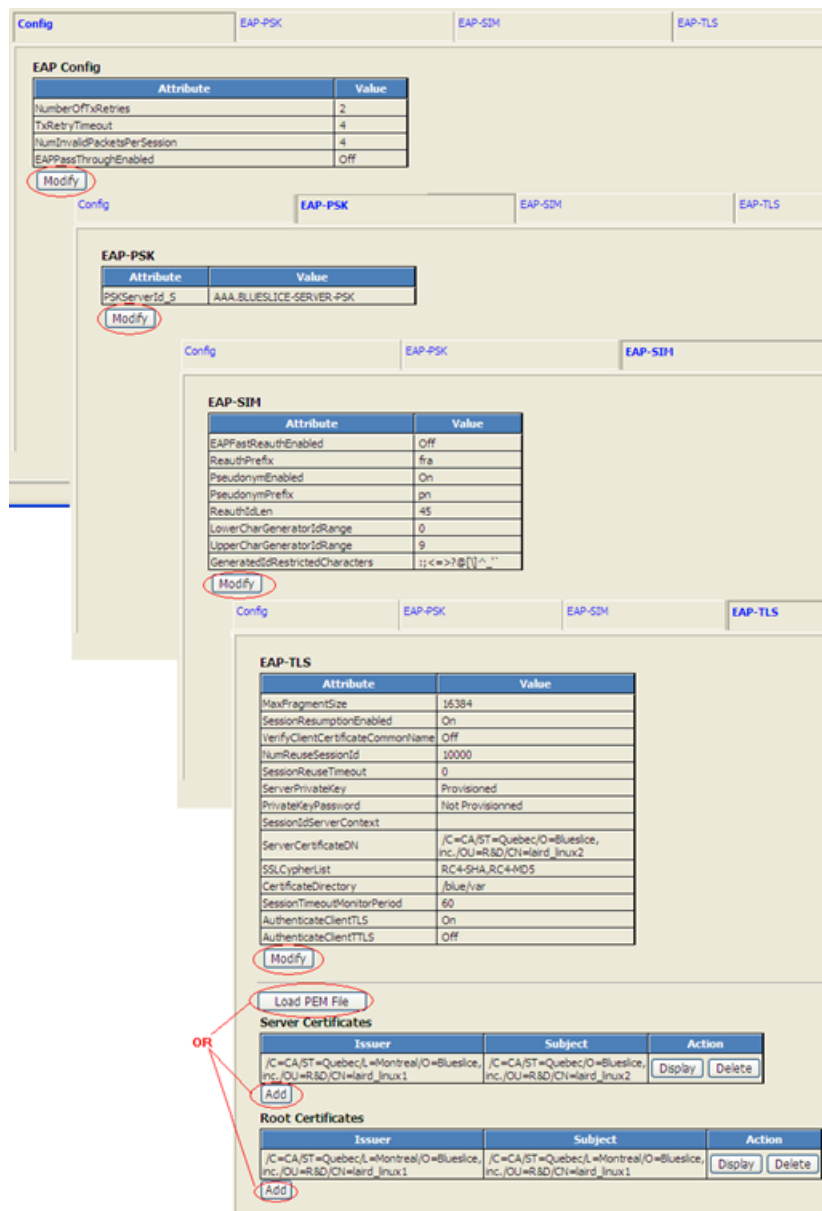 Config EAP-PSK EAP-SIM EAP-TLS
EAP Config
Attribute Value
NumberOfTxRetries 2
TxRetryTimeout 4
NumInvalidPacketsPerSession 4
EAPPassThroughEnabled Off
Modify
Config EAP-PSK EAP-SIM EAP-TLS
EAP-PSK
Attribute Value
PSKServerId_S AAA.BLUESLICE-SERVER-PSK
Modify
Config EAP-PSK EAP-SIM
EAP-SIM
Attribute Value
EAPFastReauthEnabled Off
ReauthPrefix fra
PseudonymEnabled On
PseudonymPrefix pn
ReauthIdLen 45
LowerCharGeneratorIdRange 0
UpperCharGeneratorIdRange 9
GeneratedIdRestrictedCharacters :;<=>?@[\]^_`
Modify
Config EAP-PSK EAP-SIM EAP-TLS
EAP-TLS
Attribute Value
MaxFragmentSize 16384
SessionResumptionEnabled On
VerifyClientCertificateCommonName Off
NumReuseSessionId 10000
SessionReuseTimeout 0
ServerPrivateKey Provisioned
PrivateKeyPassword Not Provisionned
SessionIdServerContext
ServerCertificateDN /C=CA/ST=Quebec/O=Blueslice,
inc./OU=R&D/CN=laird_linux2
SSLCypherList RC4-SHA,RC4-MD5
CertificateDirectory /blue/var
SessionTimeoutMonitorPeriod 60
AuthenticateClientTLS On
AuthenticateClientTTLS Off
Modify
Load PEM File
OR
Server Certificates
Issuer Subject Action
/C=CA/ST=Quebec/L=Montreal/O=Blueslice, /C=CA/ST=Quebec/O=Blueslice, Display Delete
inc./OU=R&D/CN=laird_linux1 inc./OU=R&D/CN=laird_linux2
Add
Root Certificates
Issuer Subject Action
/C=CA/ST=Quebec/L=Montreal/O=Blueslice, /C=CA/ST=Quebec/L=Montreal/O=Blueslice, Display Delete
inc./OU=R&D/CN=laird_linux1 inc./OU=R&D/CN=laird_linux1
Add